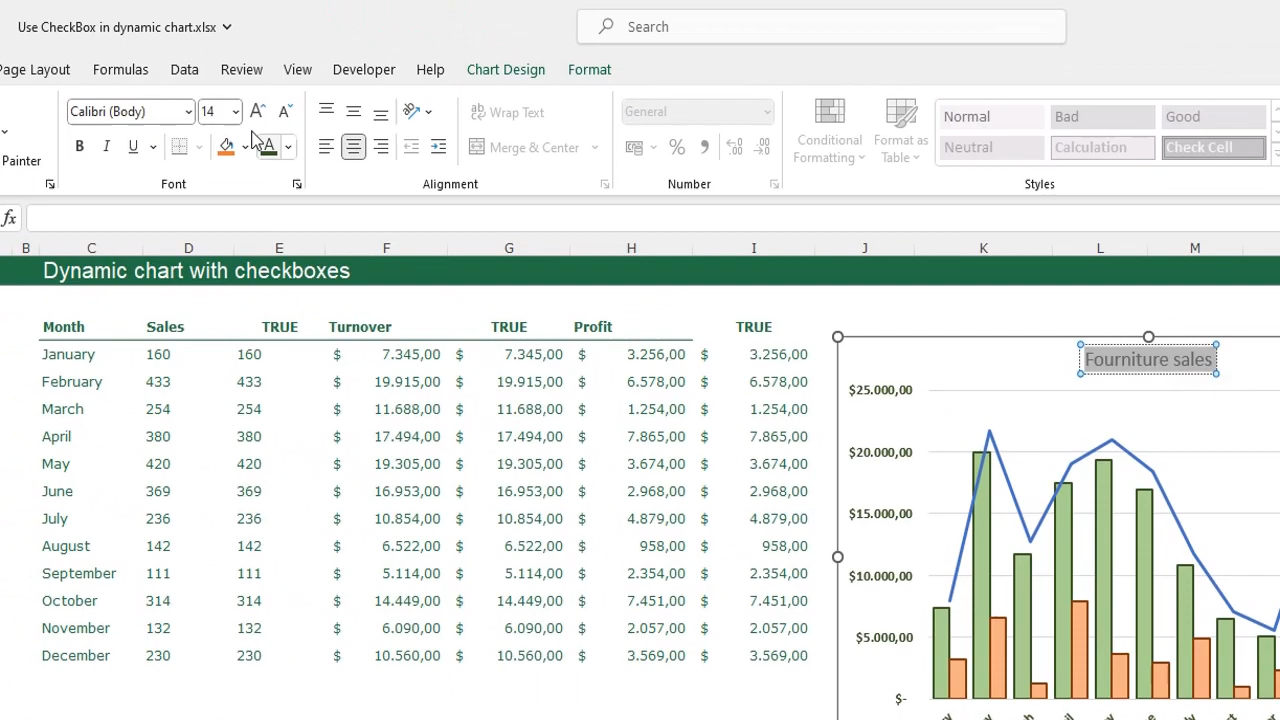 Use CheckBox in dynamic chart.xlsx
Search
Page Layout Formulas Data Review View Developer Help Chart Design Format
Calibri (Body) 14 Wrap Text General Conditional Formatting Format as Table Normal Bad Good
Painter B I U A Merge & Center % Neutral Calculation Check Cell
Font Alignment Number Styles
fx
B C D E F G H I J K L M
Dynamic chart with checkboxes
Month Sales TRUE Turnover TRUE Profit TRUE
January 160 160 $ 7.345,00 $ 7.345,00 $ 3.256,00 $ 3.256,00
February 433 433 $ 19.915,00 $ 19.915,00 $ 6.578,00 $ 6.578,00
March 254 254 $ 11.688,00 $ 11.688,00 $ 1.254,00 $ 1.254,00
April 380 380 $ 17.494,00 $ 17.494,00 $ 7.865,00 $ 7.865,00
May 420 420 $ 19.305,00 $ 19.305,00 $ 3.674,00 $ 3.674,00
June 369 369 $ 16.953,00 $ 16.953,00 $ 2.968,00 $ 2.968,00
July 236 236 $ 10.854,00 $ 10.854,00 $ 4.879,00 $ 4.879,00
August 142 142 $ 6.522,00 $ 6.522,00 $ 958,00 $ 958,00
September 111 111 $ 5.114,00 $ 5.114,00 $ 2.354,00 $ 2.354,00
October 314 314 $ 14.449,00 $ 14.449,00 $ 7.451,00 $ 7.451,00
November 132 132 $ 6.090,00 $ 6.090,00 $ 2.057,00 $ 2.057,00
December 230 230 $ 10.560,00 $ 10.560,00 $ 3.569,00 $ 3.569,00
Fourniture sales
$25.000,00
$20.000,00
$15.000,00
$10.000,00
$5.000,00
$-